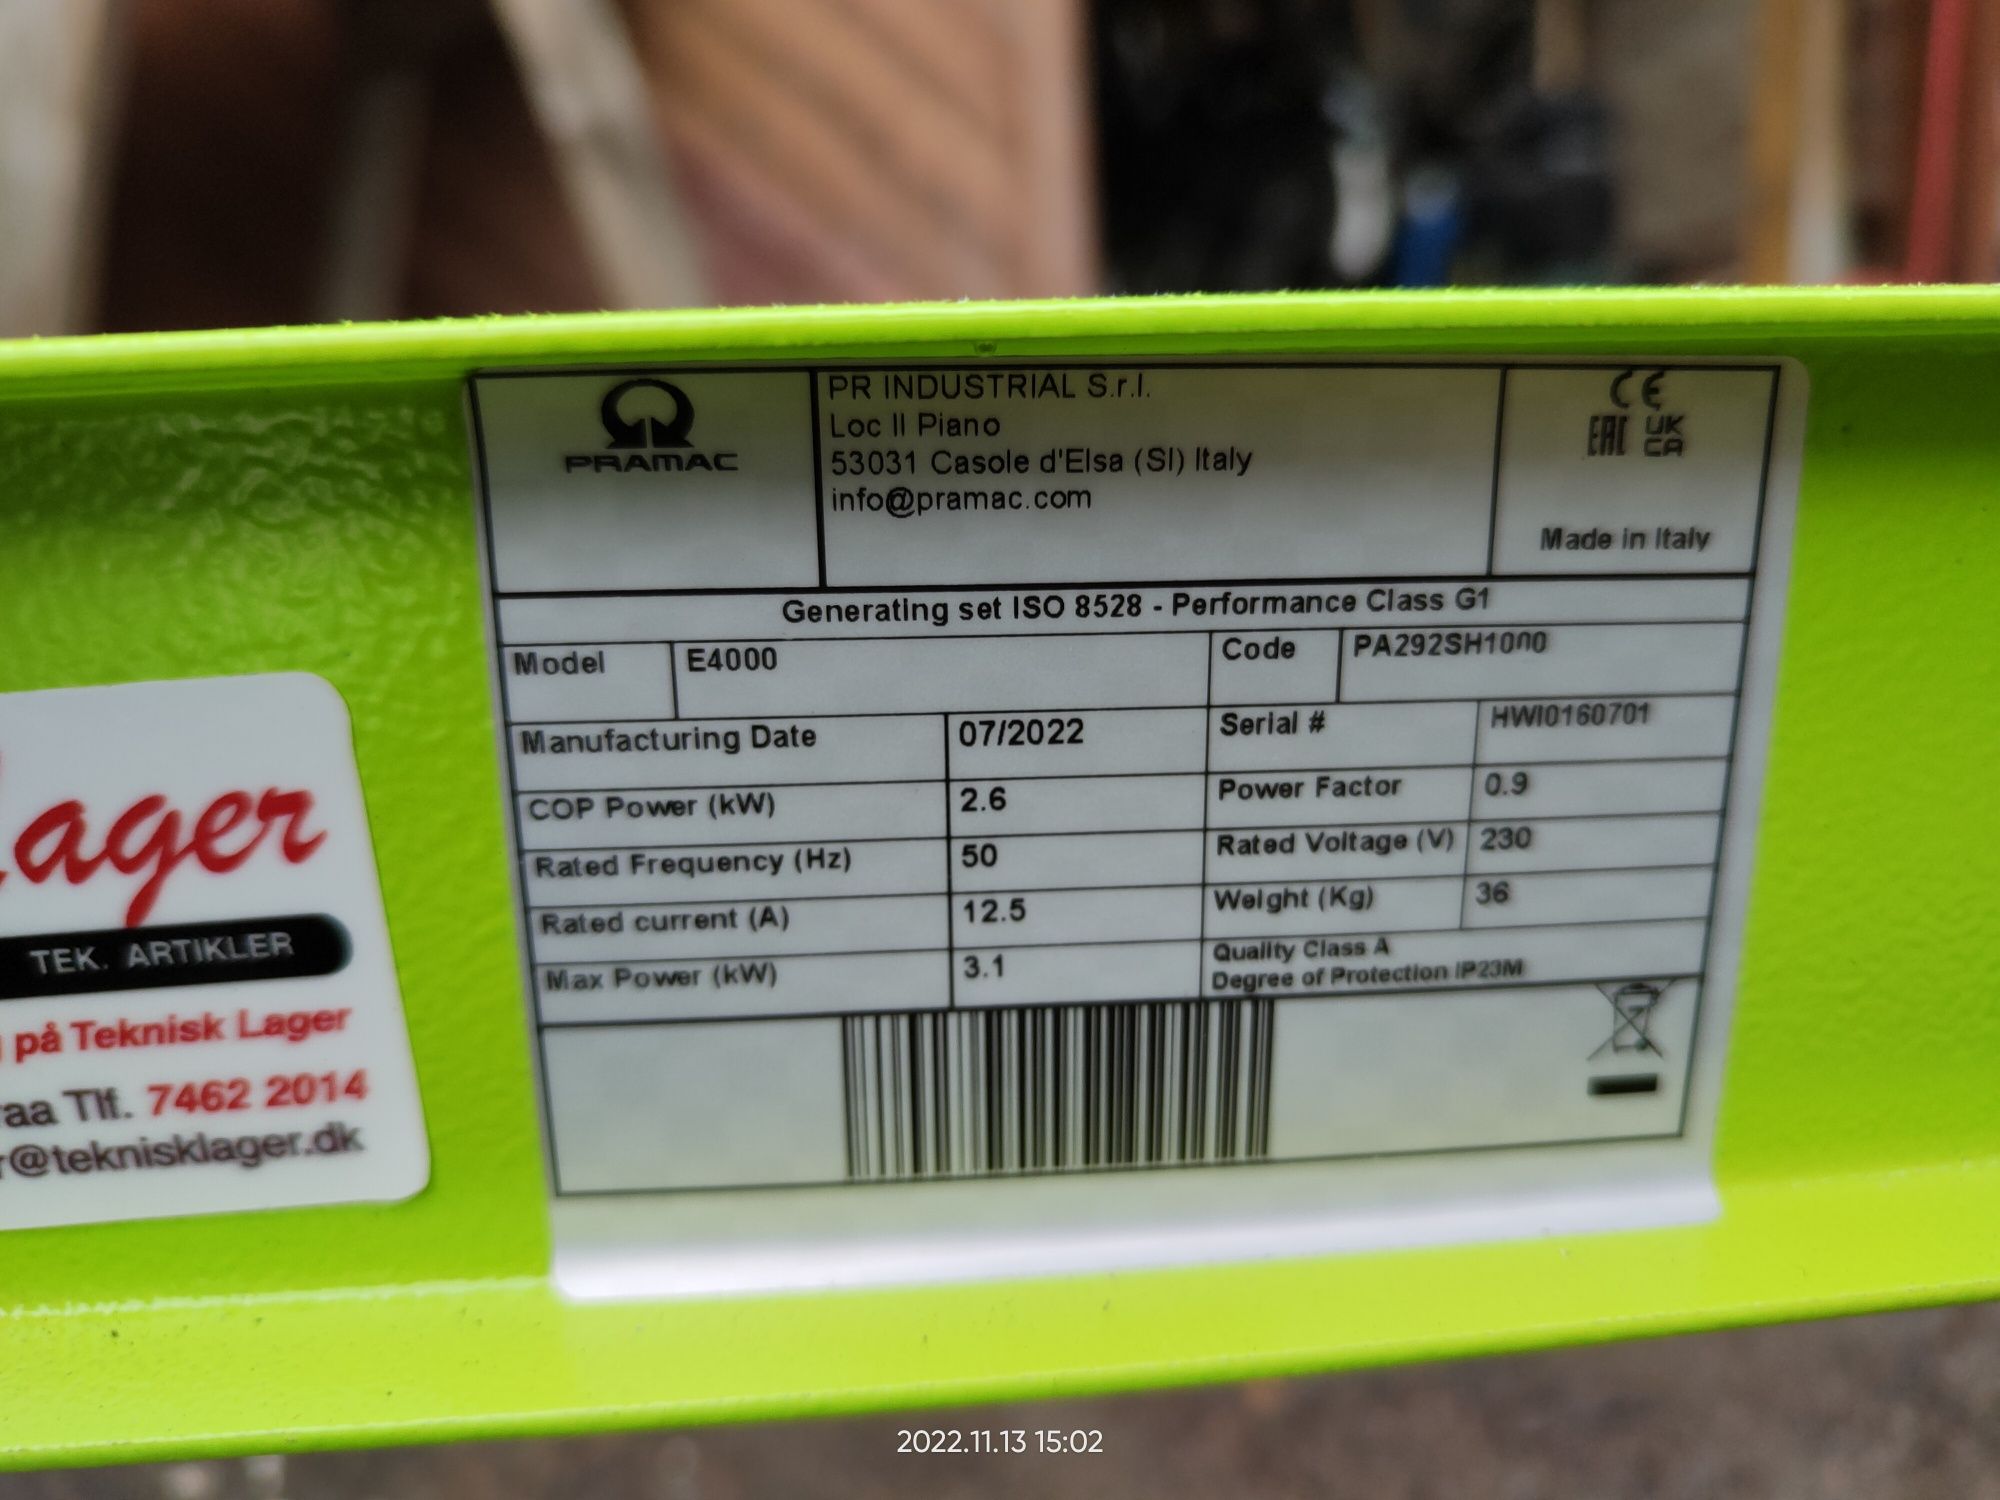 PRAMAC
PR INDUSTRIAL S.r.l.
Loc Il Piano
53031 Casole d'Elsa (SI) Italy
info@pramac.com
CE
EAC UK
CA
Made in Italy
Generating set ISO 8528 - Performance Class G1
Model E4000 Code PA292SH1000
Manufacturing Date 07/2022 Serial # HWI0160701
COP Power (kW) 2.6 Power Factor 0.9
Rated Frequency (Hz) 50 Rated Voltage (V) 230
Rated current (A) 12.5 Weight (Kg) 36
Max Power (kW) 3.1 Quality Class A
Degree of Protection IP23M
lager
TEK. ARTIKLER
på Teknisk Lager
raa Tlf. 7462 2014
r@teknisklager.dk
2022.11.13 15:02